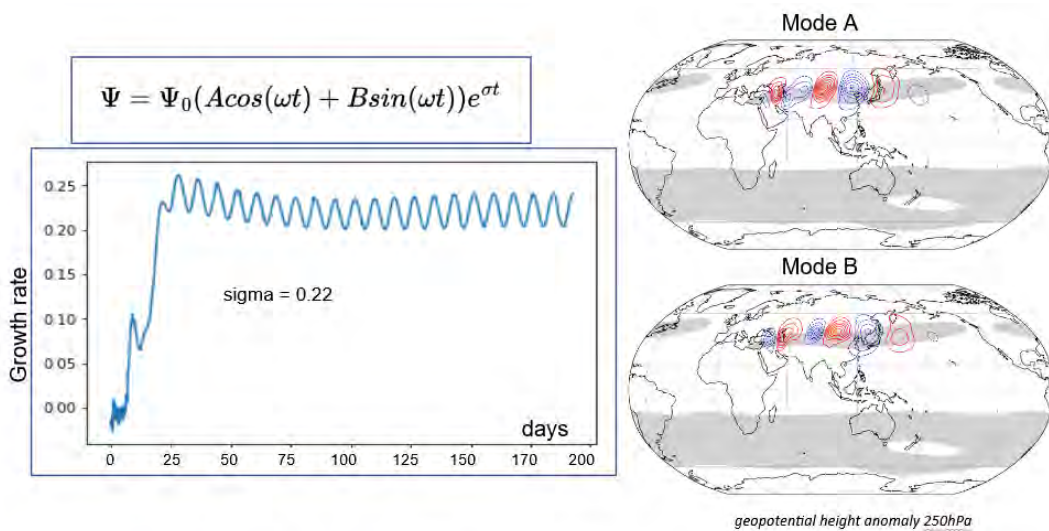 Ψ = Ψ₀(Acos(ωt) + Bsin(ωt))e^{σt}
Growth rate
0.25
0.20
0.15
0.10
0.05
0.00
sigma = 0.22
days
0 25 50 75 100 125 150 170 200
Mode A
Mode B
geopotential height anomaly 250hPa